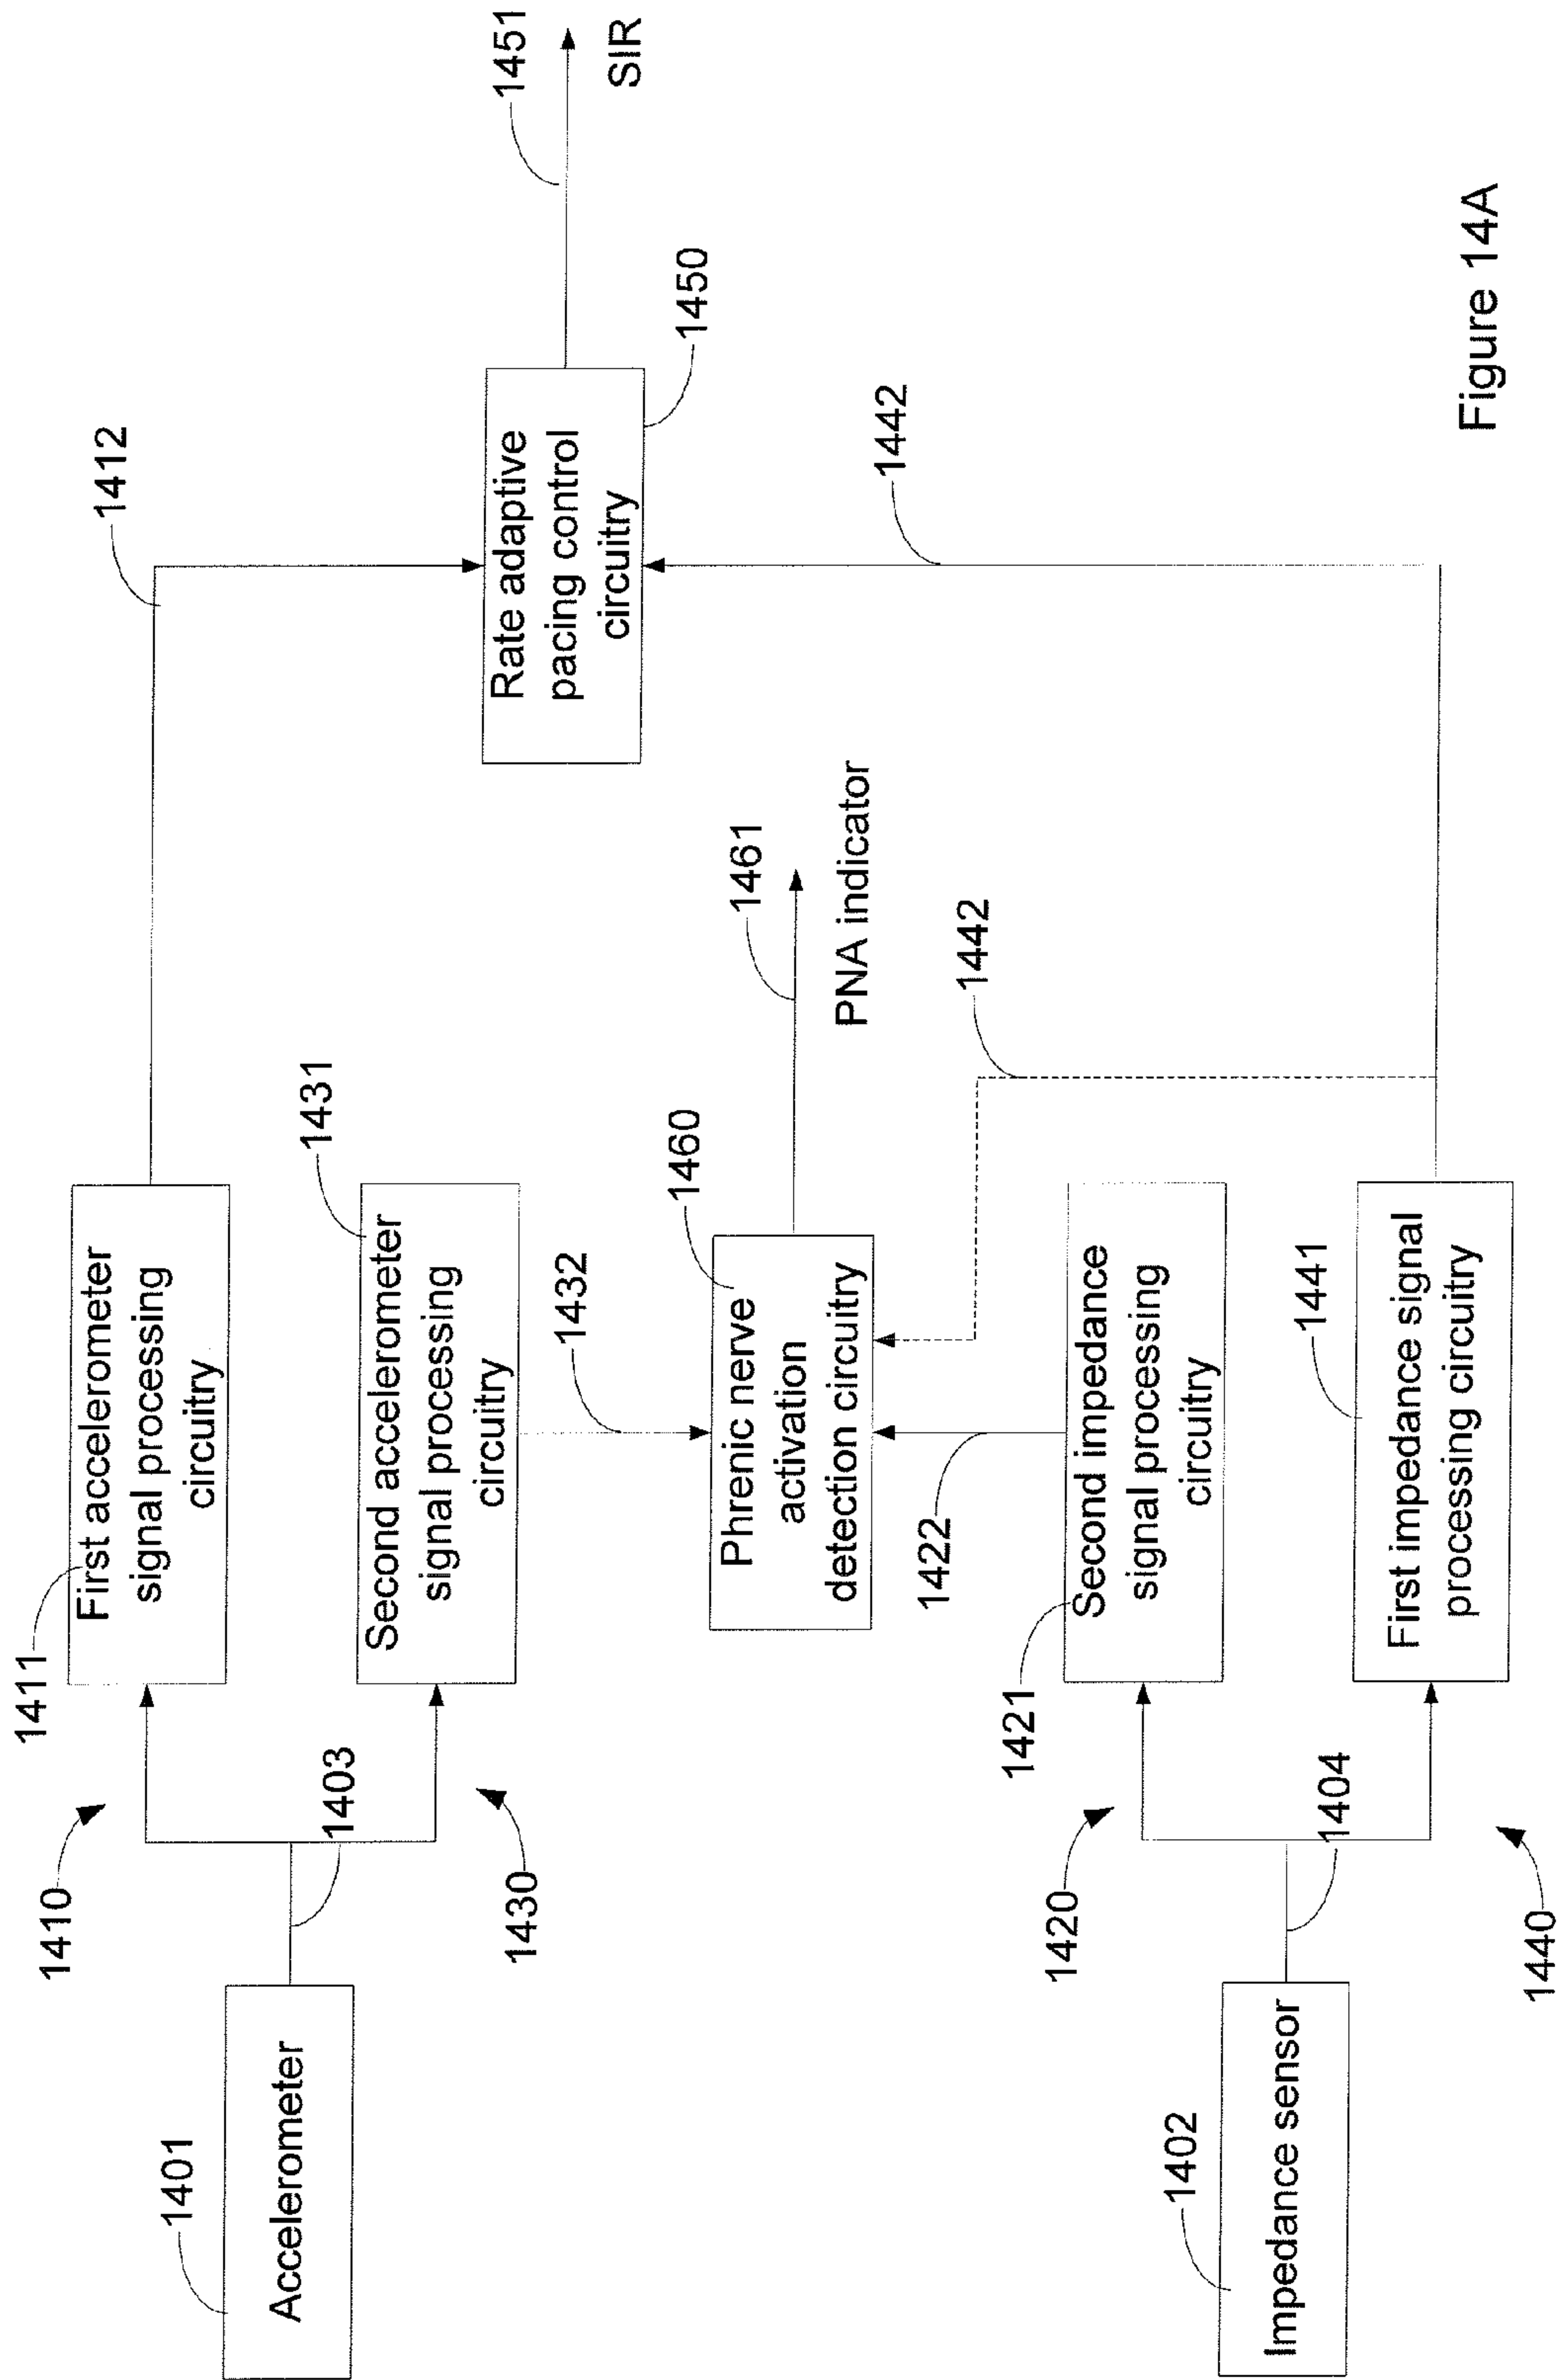 1401
Accelerometer
1403
1410
1430
1411
First accelerometer
signal processing
circuitry
1412
1431
Second accelerometer
signal processing
circuitry
1432
1460
Phrenic nerve
activation
detection circuitry
1461
PNA indicator
Rate adaptive
pacing control
circuitry
1450
1451
SIR
1442
1442
1422
1421
Second impedance
signal processing
circuitry
1420
1402
Impedance sensor
1404
1440
1441
First impedance signal
processing circuitry
Figure 14A